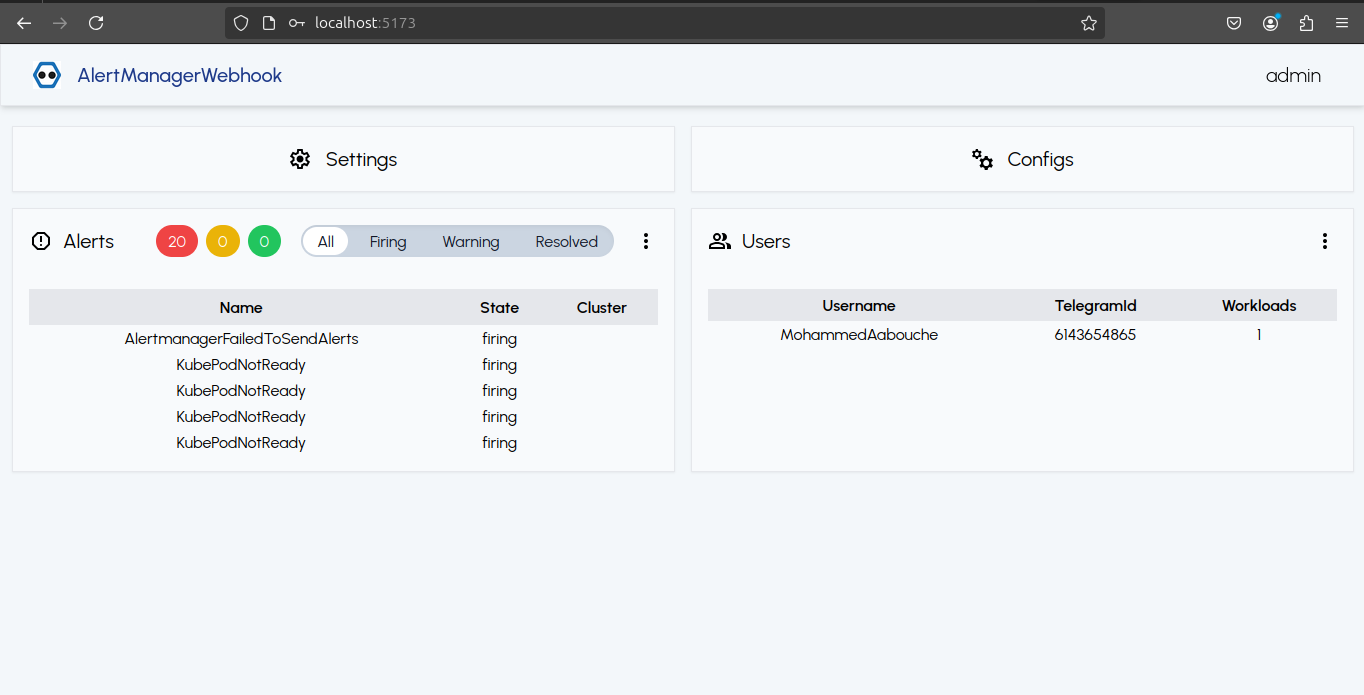 localhost:5173
AlertManagerWebhook
admin
Settings
Configs
Alerts 20 0 0 All Firing Warning Resolved
Users
Name State Cluster
AlertmanagerFailedToSendAlerts firing
KubePodNotReady firing
KubePodNotReady firing
KubePodNotReady firing
KubePodNotReady firing
Username TelegramId Workloads
MohammedAabouche 6143654865 1